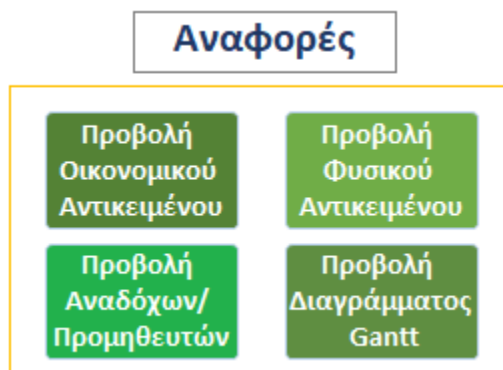 Αναφορές
Προβολή
Οικονομικού
Αντικειμένου
Προβολή
Φυσικού
Αντικειμένου
Προβολή
Αναδόχων/
Προμηθευτών
Προβολή
Διαγράμματος
Gantt